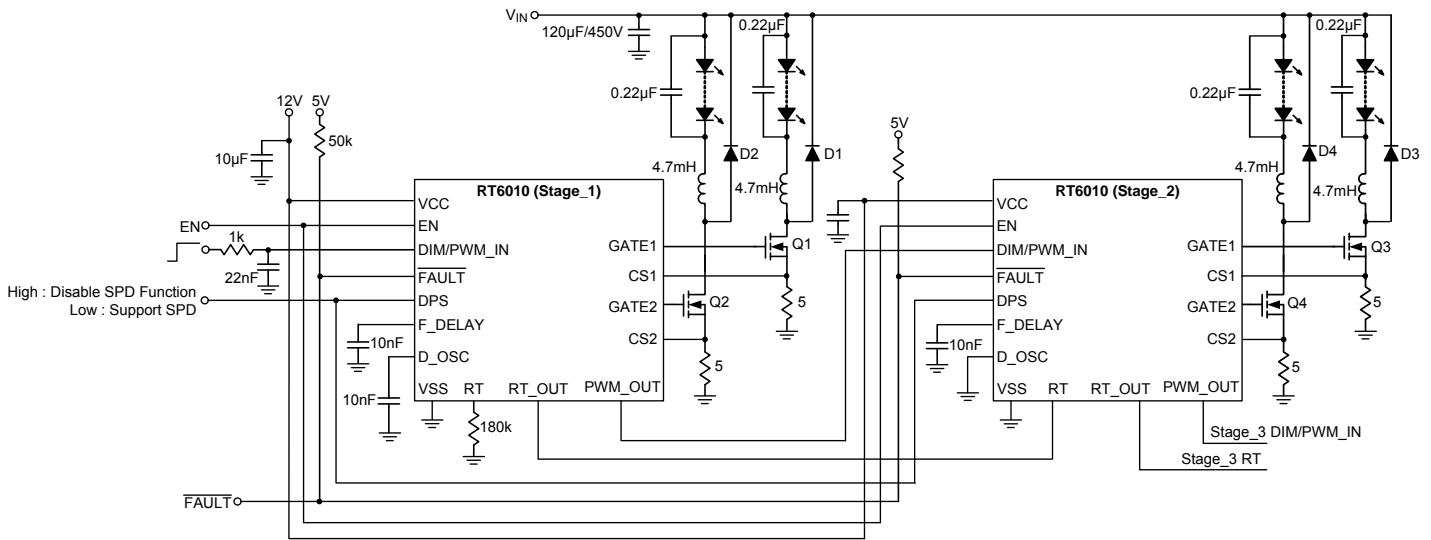 VIN
120μF/450V
0.22μF
0.22μF
0.22μF
0.22μF
12V
5V
50k
10μF
D2
D1
4.7mH
4.7mH
5V
D4
D3
4.7mH
4.7mH
RT6010 (Stage_1)
VCC
EN
DIM/PWM_IN
FAULT
DPS
F_DELAY
D_OSC
VSS
RT
RT_OUT
PWM_OUT
GATE1
CS1
GATE2
CS2
EN
1k
22nF
High : Disable SPD Function
Low : Support SPD
10nF
10nF
180k
Q1
5
Q2
5
RT6010 (Stage_2)
VCC
EN
DIM/PWM_IN
FAULT
DPS
F_DELAY
D_OSC
VSS
RT
RT_OUT
PWM_OUT
GATE1
CS1
GATE2
CS2
10nF
Q3
5
Q4
5
Stage_3 DIM/PWM_IN
Stage_3 RT
FAULT